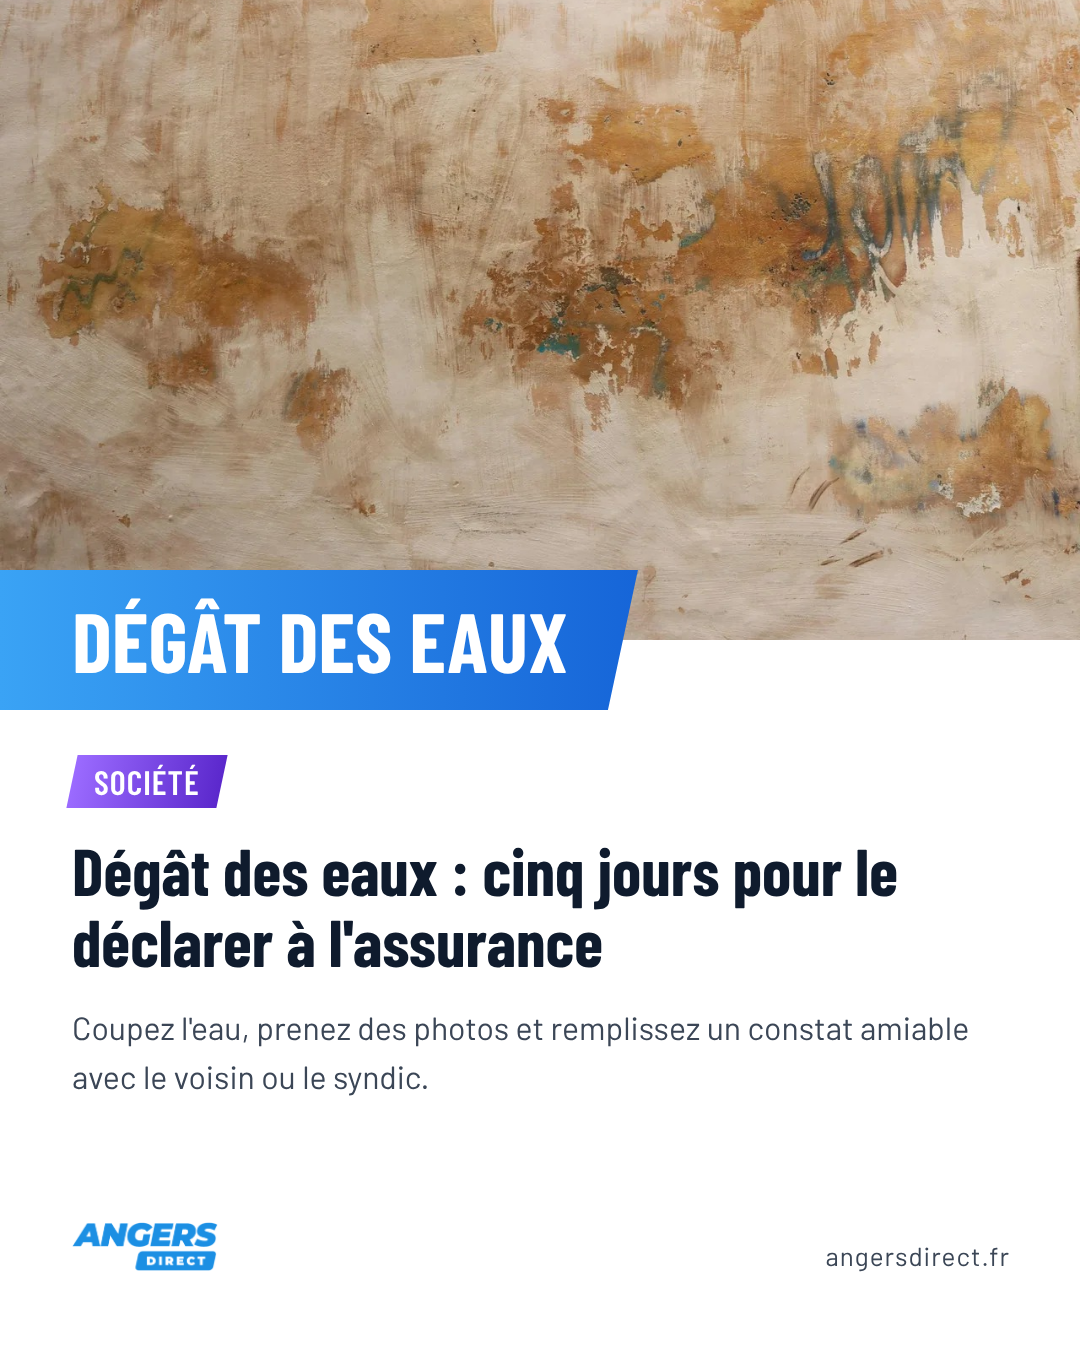 DÉGÂT DES EAUX
SOCIÉTÉ
Dégât des eaux : cinq jours pour le
déclarer à l'assurance
Coupez l'eau, prenez des photos et remplissez un constat amiable
avec le voisin ou le syndic.
ANGERS
DIRECT
angersdirect.fr